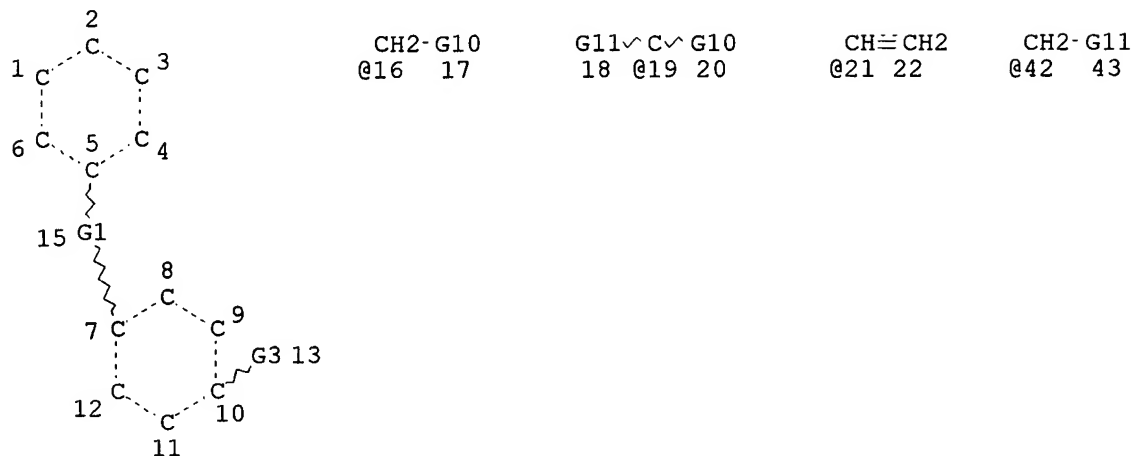 2
C
CH2-G10 G11~C~G10 CH=CH2 CH2-G11
@16 17 18 @19 20 @21 22 @42 43
1 C C 3
6 C 5 C 4
C
15 G1
8
C
7 C C 9
G3 13
12 C C 10
C
11